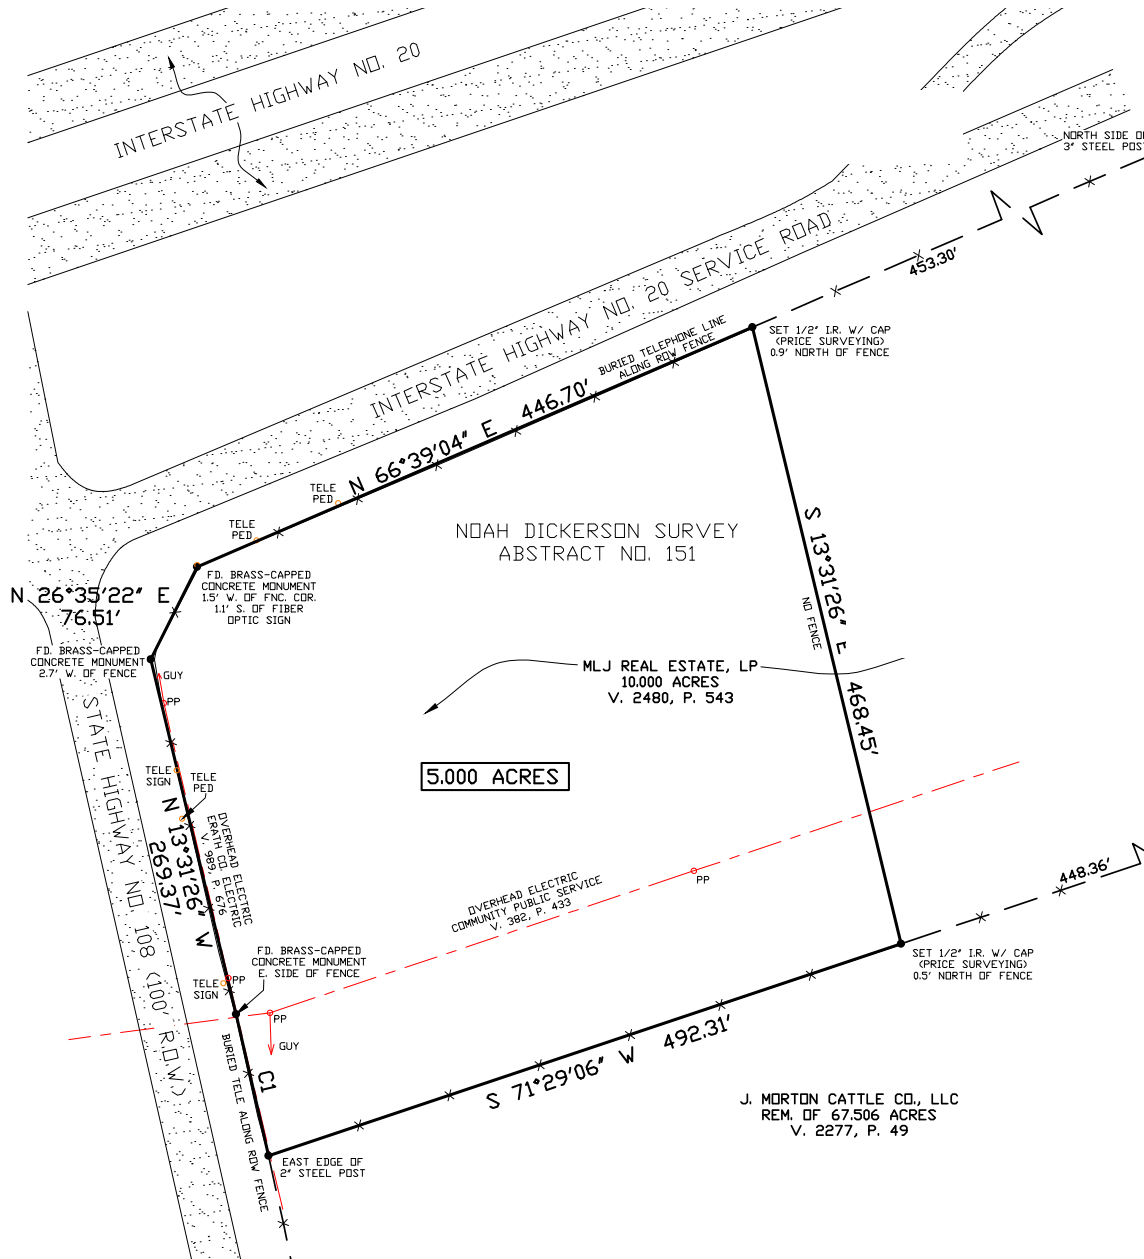 INTERSTATE HIGHWAY NO. 20
NORTH SIDE OF
3" STEEL POST
453.30'
INTERSTATE HIGHWAY NO. 20 SERVICE ROAD
BURIED TELEPHONE LINE
ALONG ROW FENCE
SET 1/2" I.R. W/ CAP
(PRICE SURVEYING)
0.9' NORTH OF FENCE
N 66°39'04" E 446.70'
TELE
PED
TELE
PED
NOAH DICKERSON SURVEY
ABSTRACT NO. 151
S 13°31'26" E 468.45'
NO FENCE
FD. BRASS-CAPPED
CONCRETE MONUMENT
1.5' W. OF FNC. COR.
1.1' S. OF FIBER
OPTIC SIGN
N 26°35'22" E
76.51'
FD. BRASS-CAPPED
CONCRETE MONUMENT
2.7' W. OF FENCE
GUY
PP
MLJ REAL ESTATE, LP
10.000 ACRES
V. 2480, P. 543
5.000 ACRES
STATE HIGHWAY NO. 108 (100' R.O.W.)
TELE
SIGN
TELE
PED
N 13°31'26" W
269.37'
OVERHEAD ELECTRIC
ERATH CO. ELECTRIC
V. 989, P. 676
OVERHEAD ELECTRIC
COMMUNITY PUBLIC SERVICE
V. 382, P. 433
PP
448.36'
FD. BRASS-CAPPED
CONCRETE MONUMENT
E. SIDE OF FENCE
SET 1/2" I.R. W/ CAP
(PRICE SURVEYING)
0.5' NORTH OF FENCE
TELE
SIGN
PP
PP
GUY
BURIED TELE ALONG ROW FENCE
C1
S 71°29'06" W 492.31'
J. MORTON CATTLE CO., LLC
REM. OF 67.506 ACRES
V. 2277, P. 49
EAST EDGE OF
2" STEEL POST